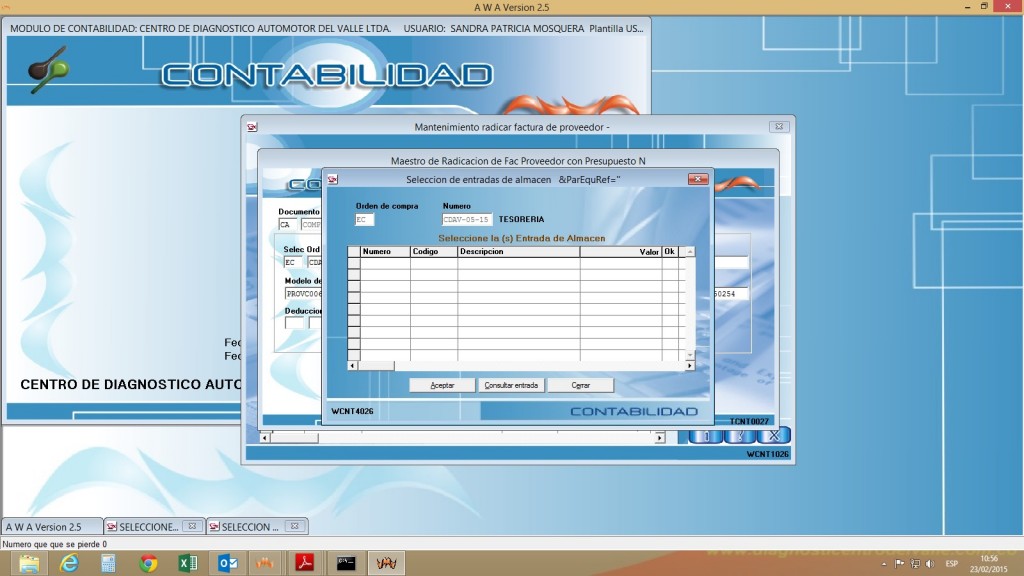 A W A Version 2.5
MODULO DE CONTABILIDAD: CENTRO DE DIAGNOSTICO AUTOMOTOR DEL VALLE LTDA. USUARIO: SANDRA PATRICIA MOSQUERA Plantilla US...
CONTABILIDAD
Mantenimiento radicar factura de proveedor -
Maestro de Radicacion de Fac Proveedor con Presupuesto N
Seleccion de entradas de almacen &ParEquRef=''
Orden de compra Numero
EC CDAV-05-15 TESORERIA
Seleccione la (s) Entrada de Almacen
Numero Codigo Descripcion Valor Ok
Documento
CA COMP
Selec Ord
EC CDA
Modelo de
PROVC006
50254
Deduccion
Aceptar Consultar entrada Cerrar
WCNT4026 CONTABILIDAD
TCNT0027
WCNT1026
Fec
Fec
CENTRO DE DIAGNOSTICO AUTO
A W A Version 2.5 SELECCIONE... SELECCION ...
Numero que que se pierde 0
ESP
10:56
23/02/2015